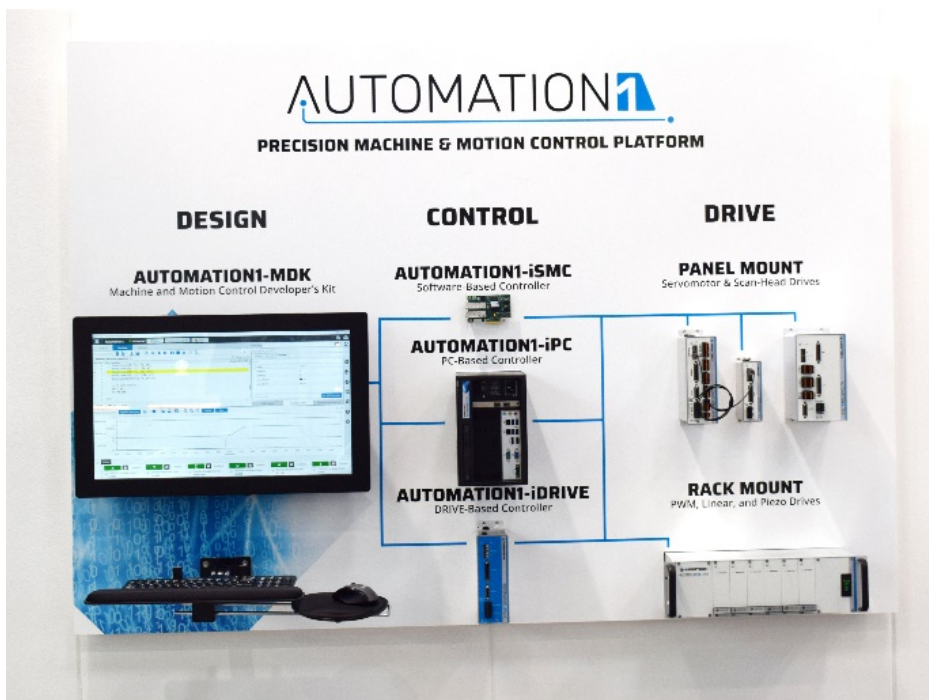 AUTOMATION1
PRECISION MACHINE & MOTION CONTROL PLATFORM
DESIGN
AUTOMATION1-MDK
Machine and Motion Control Developer's Kit
CONTROL
AUTOMATION1-iSMC
Software-Based Controller
AUTOMATION1-iPC
PC-Based Controller
AUTOMATION1-iDRIVE
DRIVE-Based Controller
DRIVE
PANEL MOUNT
Servomotor & Scan-Head Drives
RACK MOUNT
PWM, Linear, and Piezo Drives